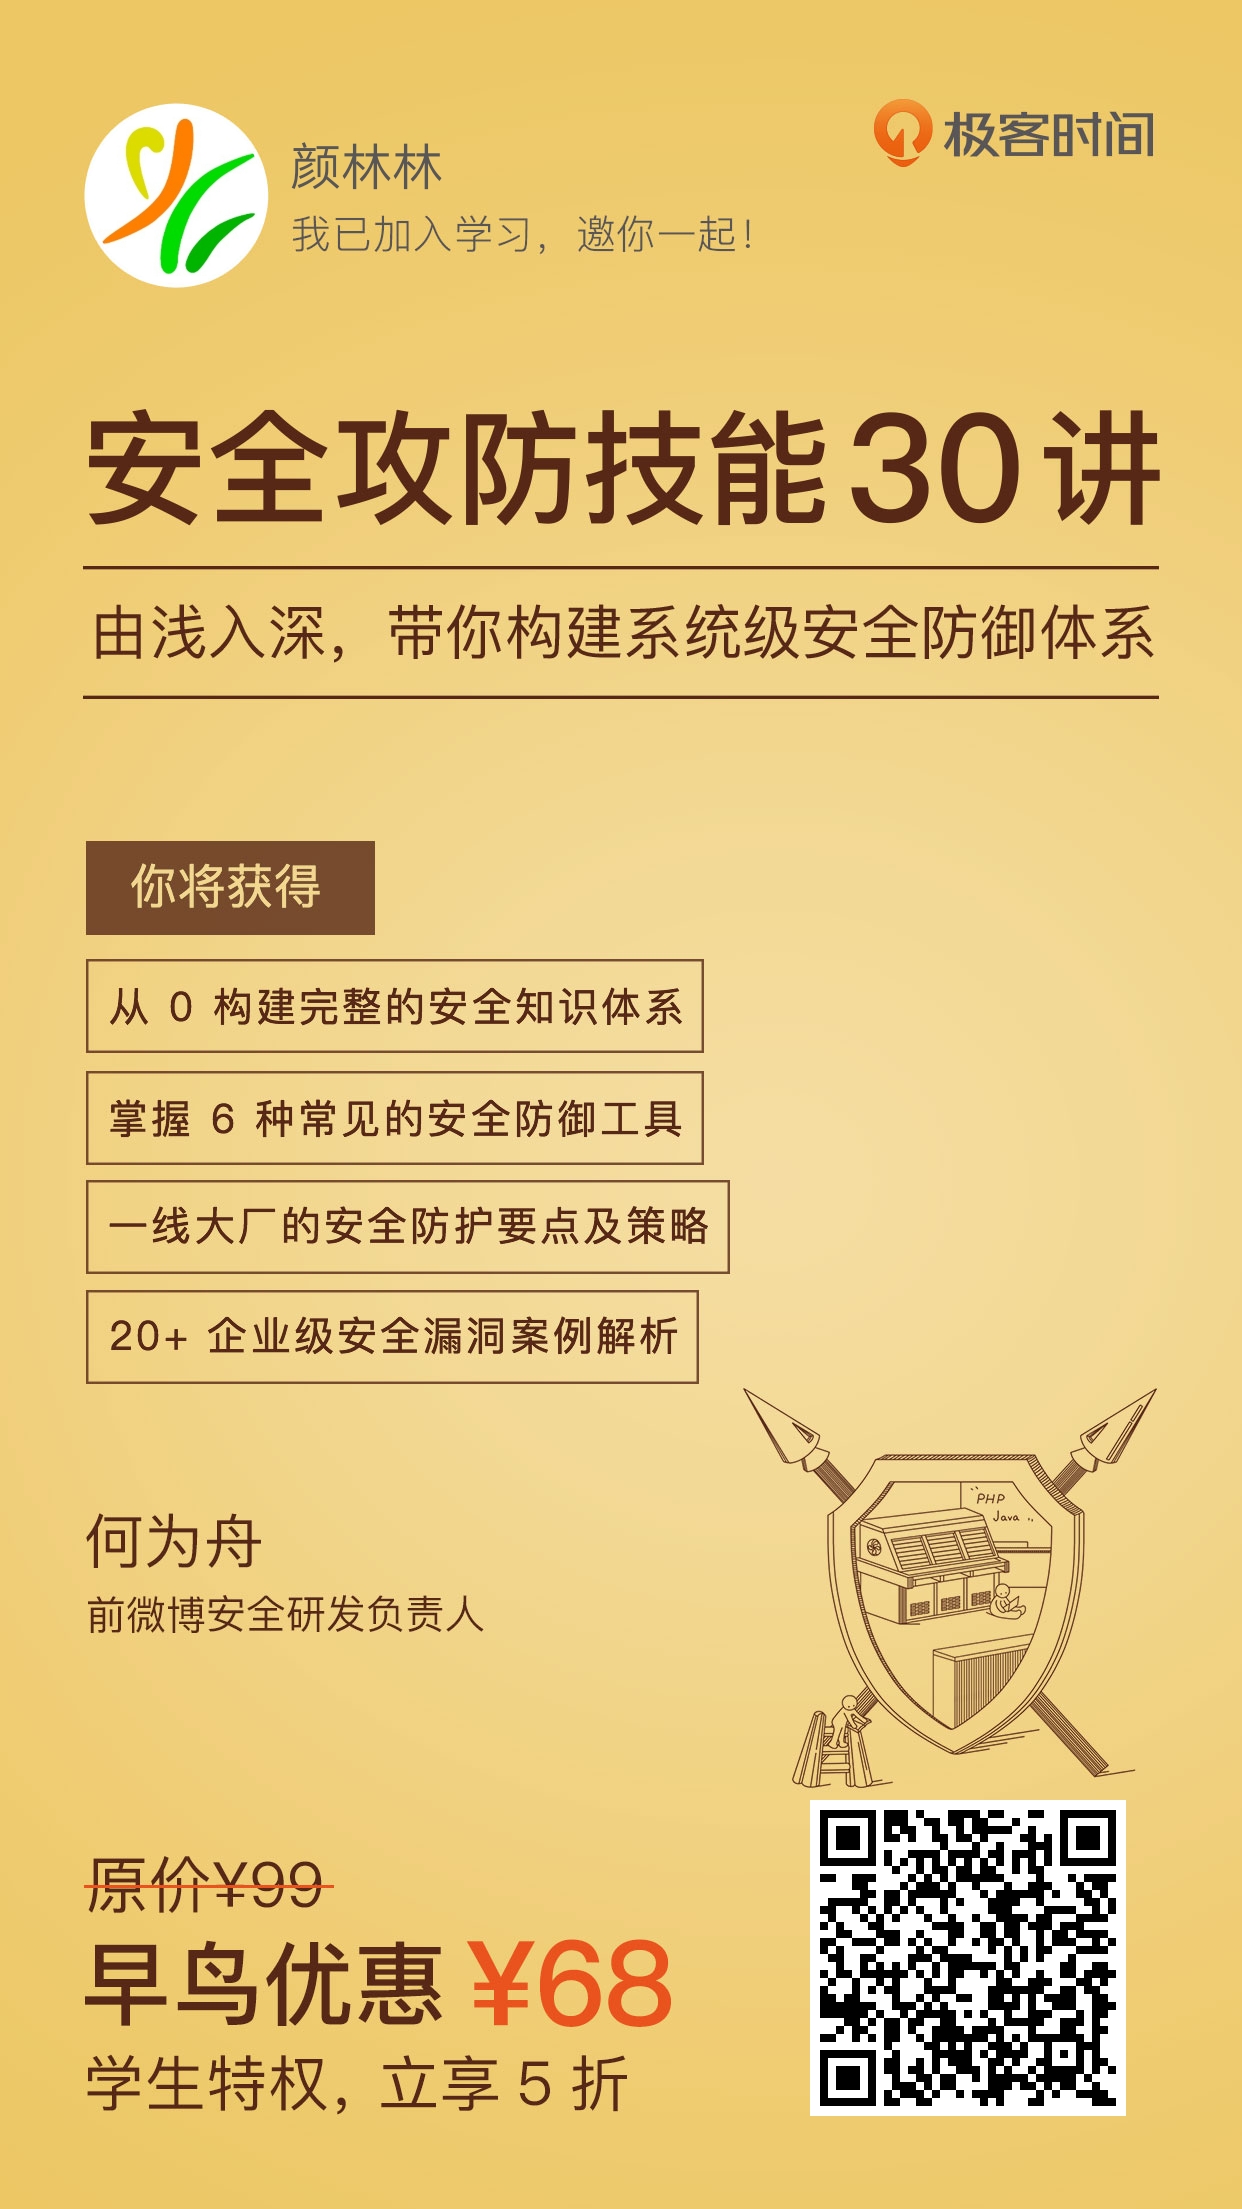 颜林林
我已加入学习，邀你一起！
极客时间
安全攻防技能30讲
由浅入深，带你构建系统级安全防御体系
你将获得
从 0 构建完整的安全知识体系
掌握 6 种常见的安全防御工具
一线大厂的安全防护要点及策略
20+ 企业级安全漏洞案例解析
PHP
Java
何为舟
前微博安全研发负责人
原价¥99
早鸟优惠 ¥68
学生特权，立享 5 折